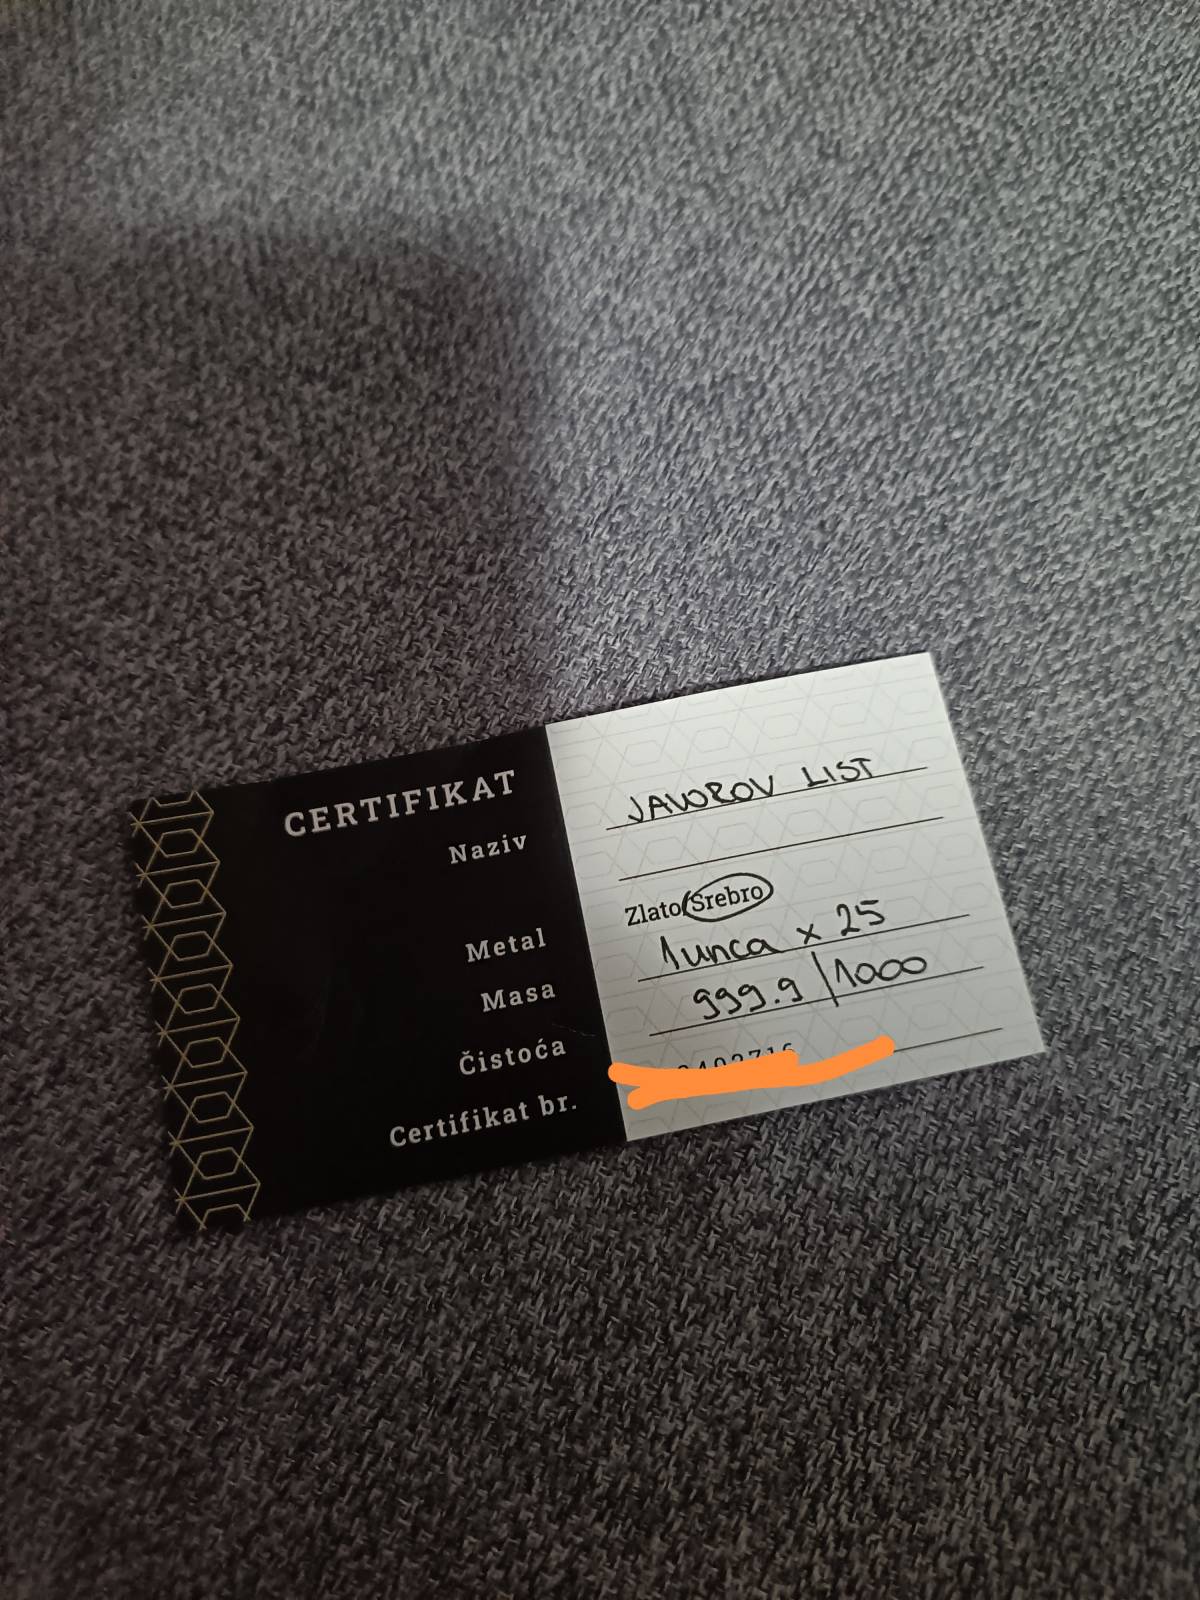 CERTIFIKAT
Naziv JAVOROV LIST
Metal Zlato/Srebro
Masa 1unca x 25
Čistoća 999.9/1000
Certifikat br.